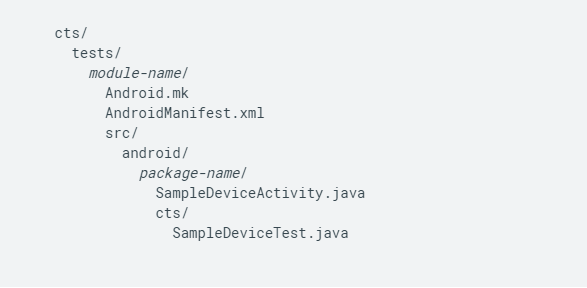 cts/
tests/
module-name/
Android.mk
AndroidManifest.xml
src/
android/
package-name/
SampleDeviceActivity.java
cts/
SampleDeviceTest.java